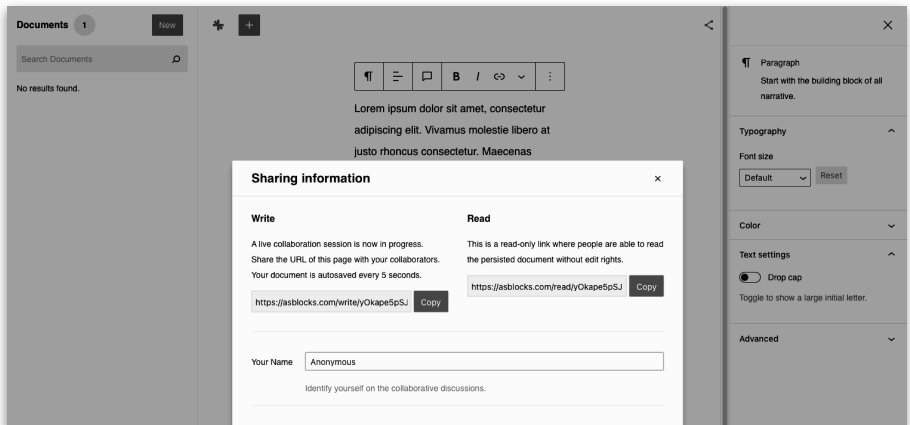 Documents 1 New
Search Documents
No results found.
B I
Lorem ipsum dolor sit amet, consectetur
adipiscing elit. Vivamus molestie libero at
justo rhoncus consectetur. Maecenas
Sharing information
Write
A live collaboration session is now in progress.
Share the URL of this page with your collaborators.
Your document is autosaved every 5 seconds.
https://asblocks.com/write/yOkape5pSJ Copy
Read
This is a read-only link where people are able to read
the persisted document without edit rights.
https://asblocks.com/read/yOkape5pSJ Copy
Your Name Anonymous
Identify yourself on the collaborative discussions.
Paragraph
Start with the building block of all
narrative.
Typography
Font size
Default Reset
Color
Text settings
Drop cap
Toggle to show a large initial letter.
Advanced